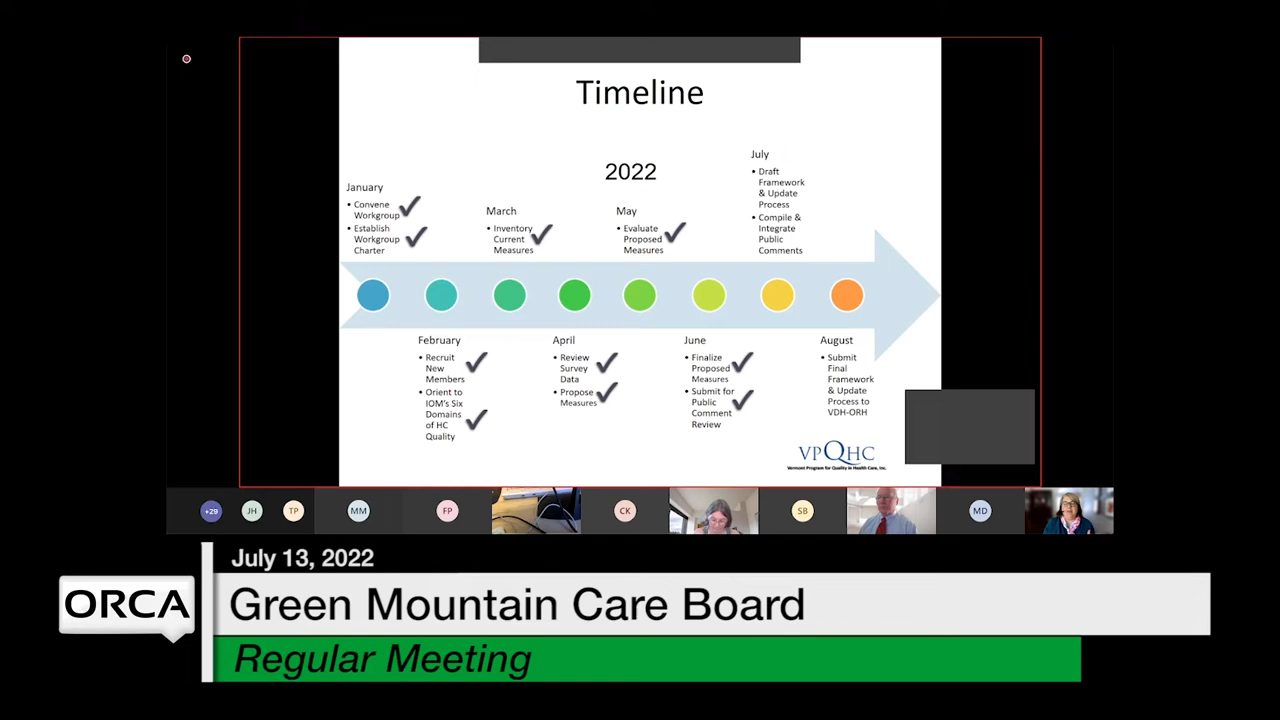 Timeline
2022
January
• Convene
Workgroup
• Establish
Workgroup
Charter
March
• Inventory
Current
Measures
May
• Evaluate
Proposed
Measures
July
• Draft
Framework
& Update
Process
• Compile &
Integrate
Public
Comments
February
• Recruit
New
Members
• Orient to
IOM's Six
Domains
of HC
Quality
April
• Review
Survey
Data
• Propose
Measures
June
• Finalize
Proposed
Measures
• Submit for
Public
Comment
Review
August
• Submit
Final
Framework
& Update
Process to
VDH-ORH
VPQHC
Vermont Program for Quality in Health Care, Inc.
+29
JH
TP
MM
FP
CK
SB
MD
July 13, 2022
ORCA
Green Mountain Care Board
Regular Meeting